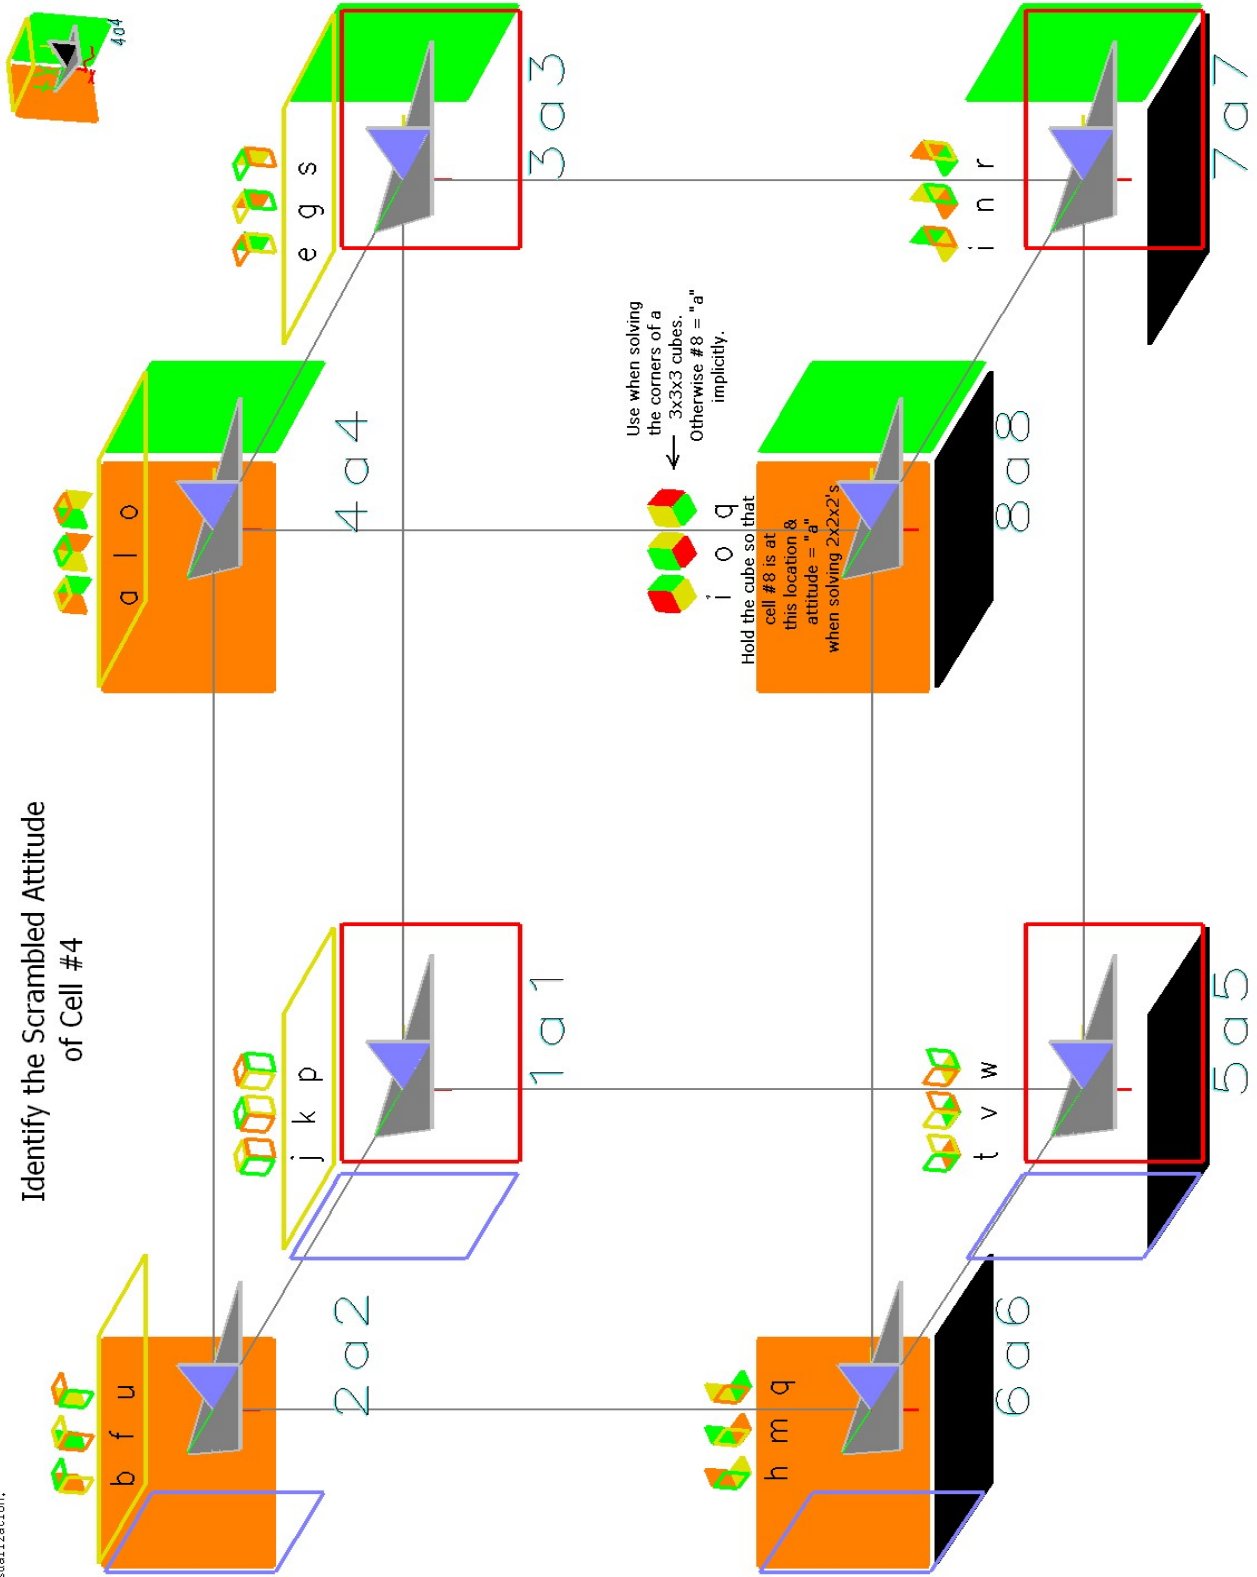 Identify the Scrambled Attitude
of Cell #4
b f u
2 a 2
j k p
1 a 1
a l o
4 a 4
e g s
3 a 3
4a4
x
h m q
6 a 6
t v w
5 a 5
i o q
Use when solving
the corners of a
3x3x3 cubes.
Otherwise #8 = "a"
implicitly.
Hold the cube so that
cell #8 is at
this location &
attitude = "a"
when solving 2x2x2's
8 a 8
i n r
7 a 7